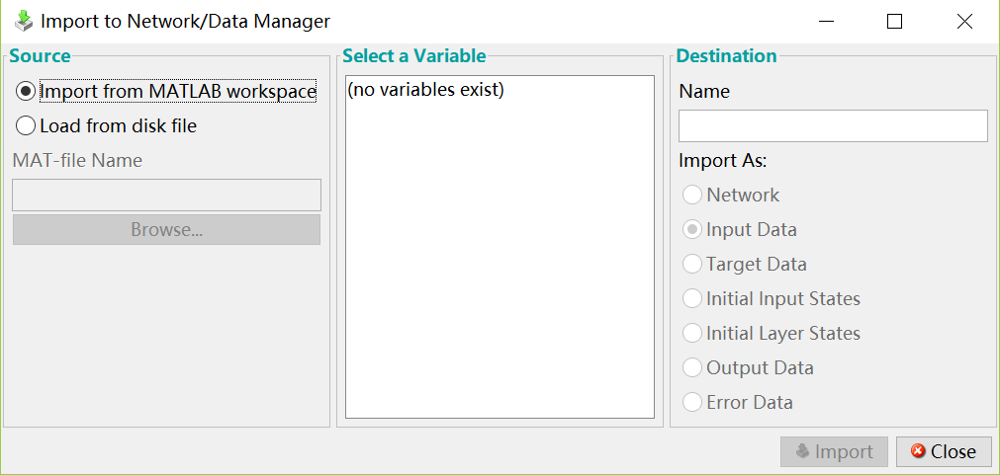 Import to Network/Data Manager
Source
Import from MATLAB workspace
Load from disk file
MAT-file Name
Browse...
Select a Variable
(no variables exist)
Destination
Name
Import As:
Network
Input Data
Target Data
Initial Input States
Initial Layer States
Output Data
Error Data
Import
Close